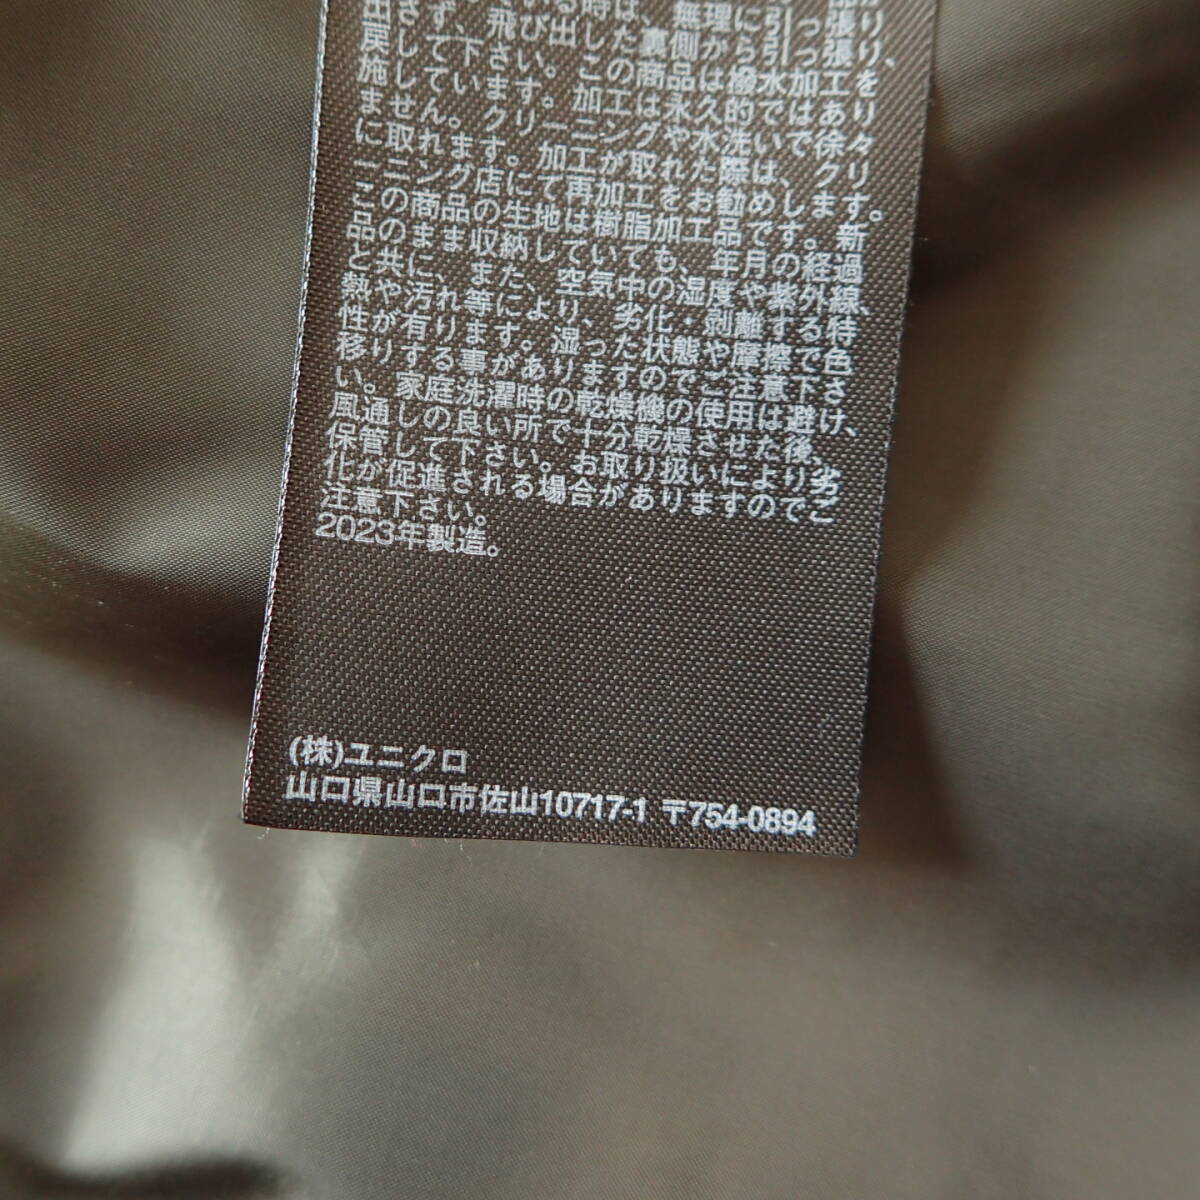 戻さず、飛び出した裏側から引っ張り
して下さい。この商品は撥水加工を
施しています。加工は永久的ではあり
ません。クリーニングや水洗いで徐々
に取れます。加工が取れた際は、クリ
ーニング店にて再加工をお勧めします。
この商品の生地は樹脂加工品です。新
品のまま収納していても、年月の経過
と共に、また、空気中の湿度や紫外線、
熱や汚れ等により、劣化・剥離する特
性が有ります。湿った状態や摩擦で色
移りする事がありますのでご注意下さ
い。家庭洗濯時の乾燥機の使用は避け、
風通しの良い所で十分乾燥させた後、
保管して下さい。お取り扱いにより劣
化が促進される場合がありますのでご
注意下さい。
2023年製造。
(株)ユニクロ
山口県山口市佐山10717-1 〒754-0894